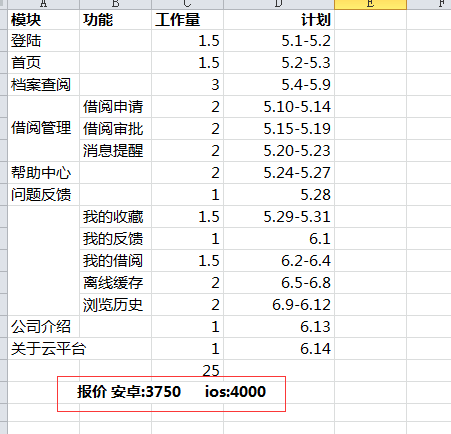 A B C D E F
模块 功能 工作量 计划
登陆 1.5 5.1-5.2
首页 1.5 5.2-5.3
档案查阅 3 5.4-5.9
借阅申请 2 5.10-5.14
借阅管理 借阅审批 2 5.15-5.19
消息提醒 2 5.20-5.23
帮助中心 2 5.24-5.27
问题反馈 1 5.28
我的收藏 1.5 5.29-5.31
我的反馈 1 6.1
我的借阅 1.5 6.2-6.4
离线缓存 2 6.5-6.8
浏览历史 2 6.9-6.12
公司介绍 1 6.13
关于云平台 1 6.14
25
报价 安卓:3750 ios:4000